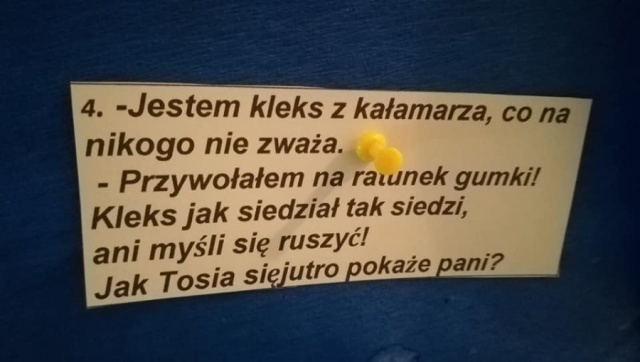 4. -Jestem kleks z kałamarza, co na
nikogo nie zważa.
- Przywołałem na ratunek gumki!
Kleks jak siedział tak siedzi,
ani myśli się ruszyć!
Jak Tosia sięjutro pokaże pani?